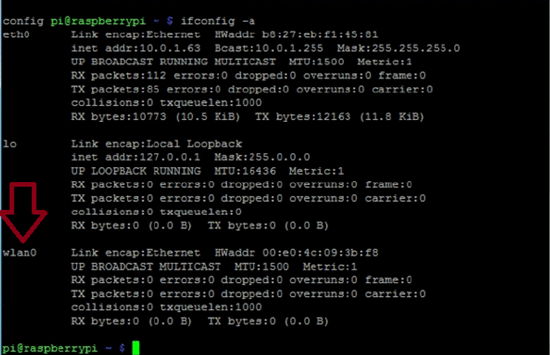 config pi@raspberrypi ~ $ ifconfig -a
eth0 Link encap:Ethernet HWaddr b8:27:eb:f1:45:81
inet addr:10.0.1.63 Bcast:10.0.1.255 Mask:255.255.255.0
UP BROADCAST RUNNING MULTICAST MTU:1500 Metric:1
RX packets:112 errors:0 dropped:0 overruns:0 frame:0
TX packets:85 errors:0 dropped:0 overruns:0 carrier:0
collisions:0 txqueuelen:1000
RX bytes:10773 (10.5 KiB) TX bytes:12163 (11.8 KiB)
lo Link encap:Local Loopback
inet addr:127.0.0.1 Mask:255.0.0.0
UP LOOPBACK RUNNING MTU:16436 Metric:1
RX packets:0 errors:0 dropped:0 overruns:0 frame:0
TX packets:0 errors:0 dropped:0 overruns:0 carrier:0
collisions:0 txqueuelen:0
RX bytes:0 (0.0 B) TX bytes:0 (0.0 B)
wlan0 Link encap:Ethernet HWaddr 00:e0:4c:09:3b:f8
UP BROADCAST MULTICAST MTU:1500 Metric:1
RX packets:0 errors:0 dropped:0 overruns:0 frame:0
TX packets:0 errors:0 dropped:0 overruns:0 carrier:0
collisions:0 txqueuelen:1000
RX bytes:0 (0.0 B) TX bytes:0 (0.0 B)
pi@raspberrypi ~ $